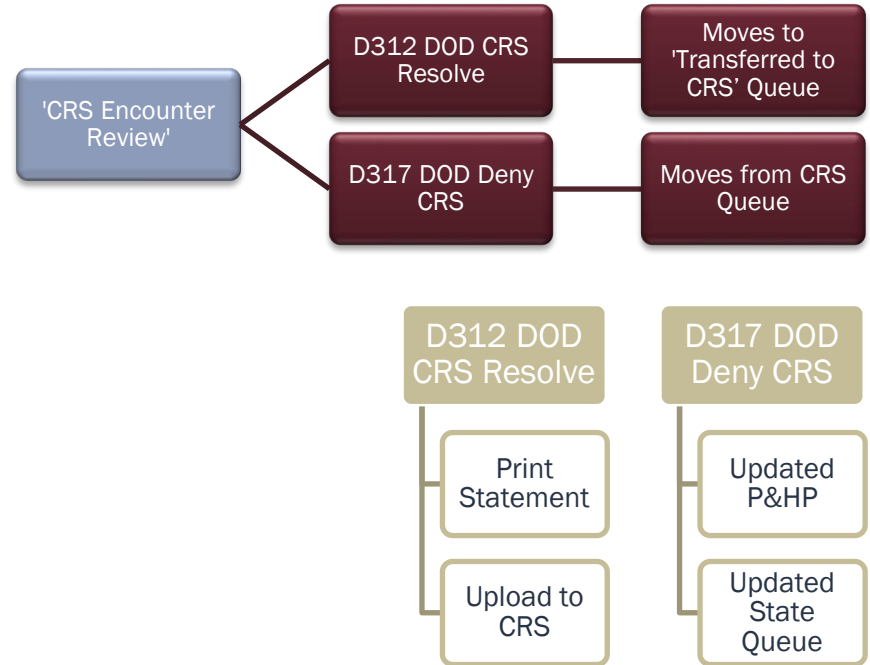 'CRS Encounter
Review'
D312 DOD CRS
Resolve
Moves to
'Transferred to
CRS’ Queue
D317 DOD Deny
CRS
Moves from CRS
Queue
D312 DOD
CRS Resolve
Print
Statement
Upload to
CRS
D317 DOD
Deny CRS
Updated
P&HP
Updated
State
Queue